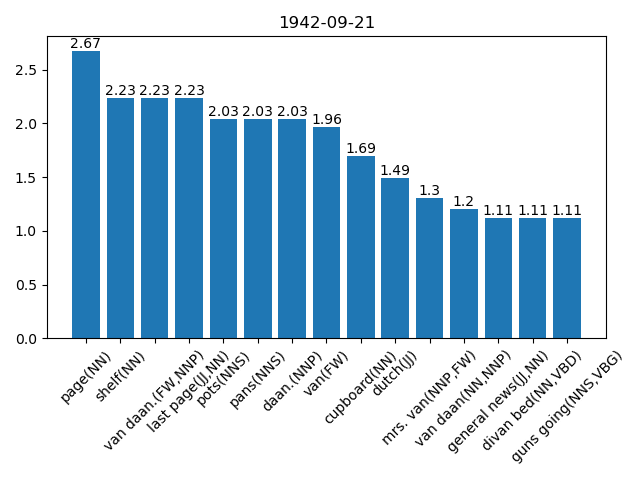 1942-09-21
2.67
2.23
2.23
2.23
2.03
2.03
2.03
1.96
1.69
1.49
1.3
1.2
1.11
1.11
1.11
2.5
2.0
1.5
1.0
0.5
0.0
page(NN)
shelf(NN)
van daan.(FW,NNP)
last page(JJ,NN)
pots(NNS)
pans(NNS)
daan.(NNP)
van(FW)
cupboard(NN)
dutch(JJ)
mrs. van(NNP,FW)
van daan(NN,NNP)
general news(JJ,NN)
divan bed(NN,VBD)
guns going(NNS,VBG)